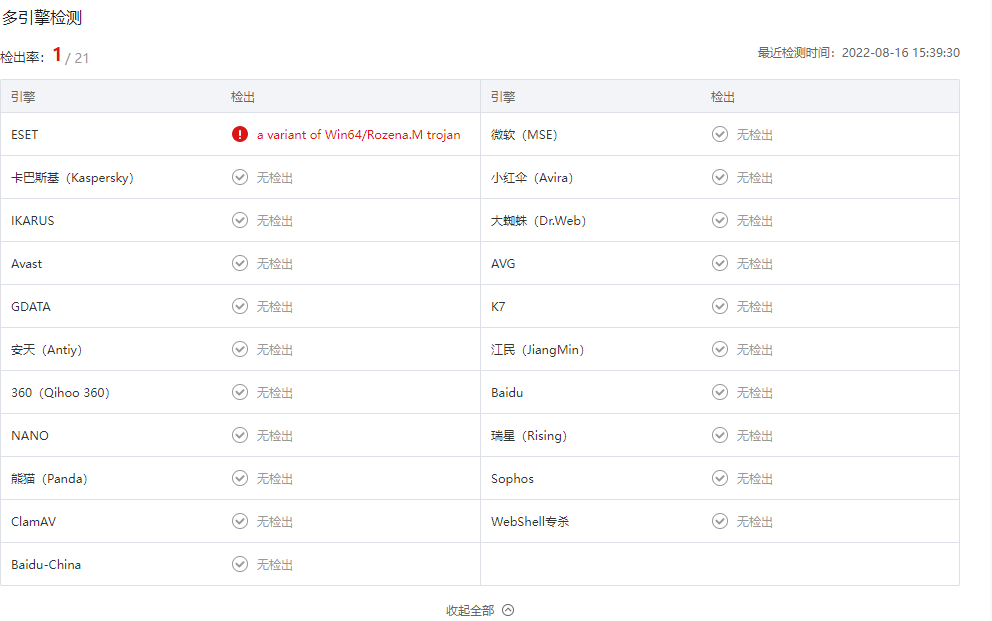 多引擎检测
检出率：1 / 21
最近检测时间：2022-08-16 15:39:30
引擎 检出 引擎 检出
ESET a variant of Win64/Rozena.M trojan 微软（MSE） 无检出
卡巴斯基（Kaspersky） 无检出 小红伞（Avira） 无检出
IKARUS 无检出 大蜘蛛（Dr.Web） 无检出
Avast 无检出 AVG 无检出
GDATA 无检出 K7 无检出
安天（Antiy） 无检出 江民（JiangMin） 无检出
360（Qihoo 360） 无检出 Baidu 无检出
NANO 无检出 瑞星（Rising） 无检出
熊猫（Panda） 无检出 Sophos 无检出
ClamAV 无检出 WebShell专杀 无检出
Baidu-China 无检出
收起全部